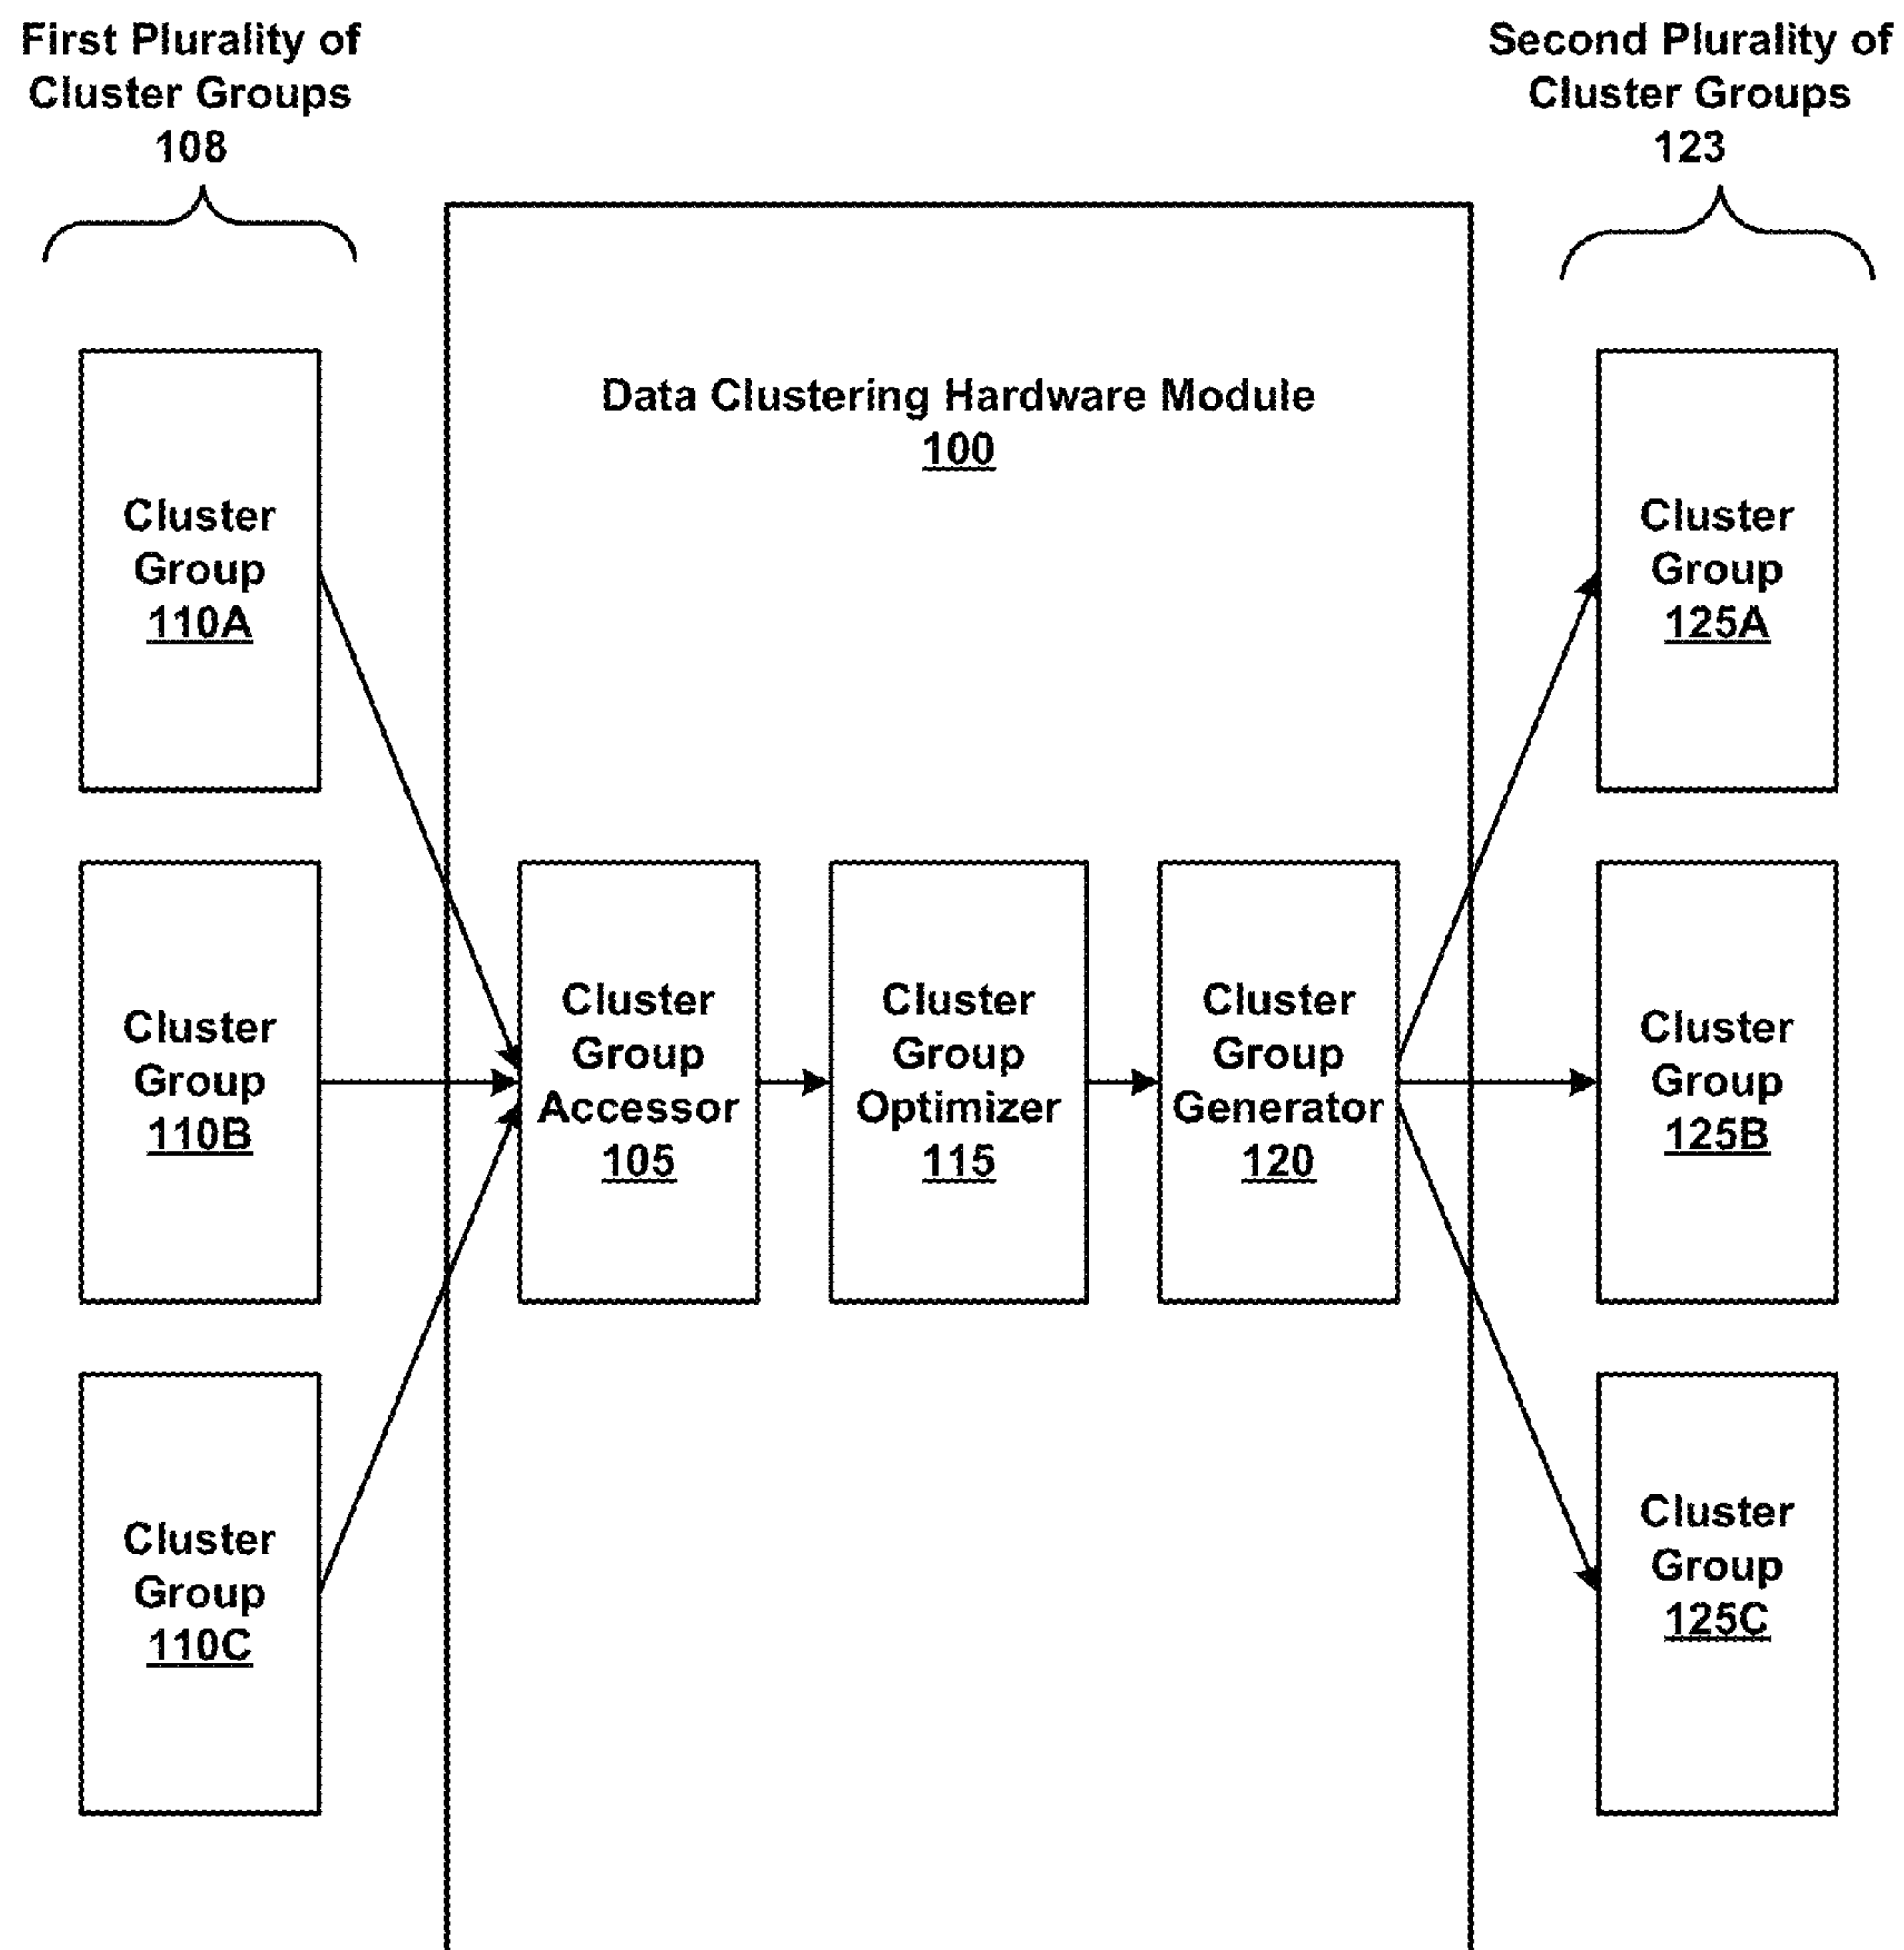 First Plurality of
Cluster Groups
108
Second Plurality of
Cluster Groups
123
Data Clustering Hardware Module
100
Cluster
Group
110A
Cluster
Group
110B
Cluster
Group
110C
Cluster
Group
Accessor
105
Cluster
Group
Optimizer
115
Cluster
Group
Generator
120
Cluster
Group
125A
Cluster
Group
125B
Cluster
Group
125C